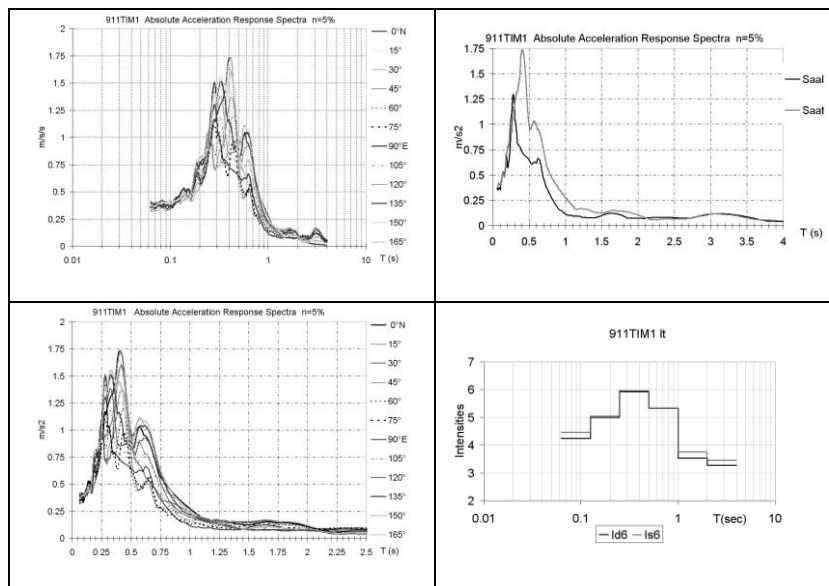 911TIM1 Absolute Acceleration Response Spectra n=5%
m/s/s
2
1.75
1.5
1.25
1
0.75
0.5
0.25
0
0.01 0.1 1 10
T (s)
0°N
15°
30°
45°
60°
75°
90°E
105°
120°
135°
150°
165°
911TIM1 Absolute Acceleration Response Spectra n=5%
m/s2
1.75
1.5
1.25
1
0.75
0.5
0.25
0
0 0.5 1 1.5 2 2.5 3 3.5 4
T (s)
Saal
Saat
911TIM1 Absolute Acceleration Response Spectra n=5%
m/s2
2
1.75
1.5
1.25
1
0.75
0.5
0.25
0
0 0.25 0.5 0.75 1 1.25 1.5 1.75 2 2.25 2.5
T (s)
0°N
15°
30°
45°
60°
75°
90°E
105°
120°
135°
150°
165°
911TIM1 It
Intensities
7
6
5
4
3
2
0.01 0.1 1 10
T(sec)
Id6 Is6